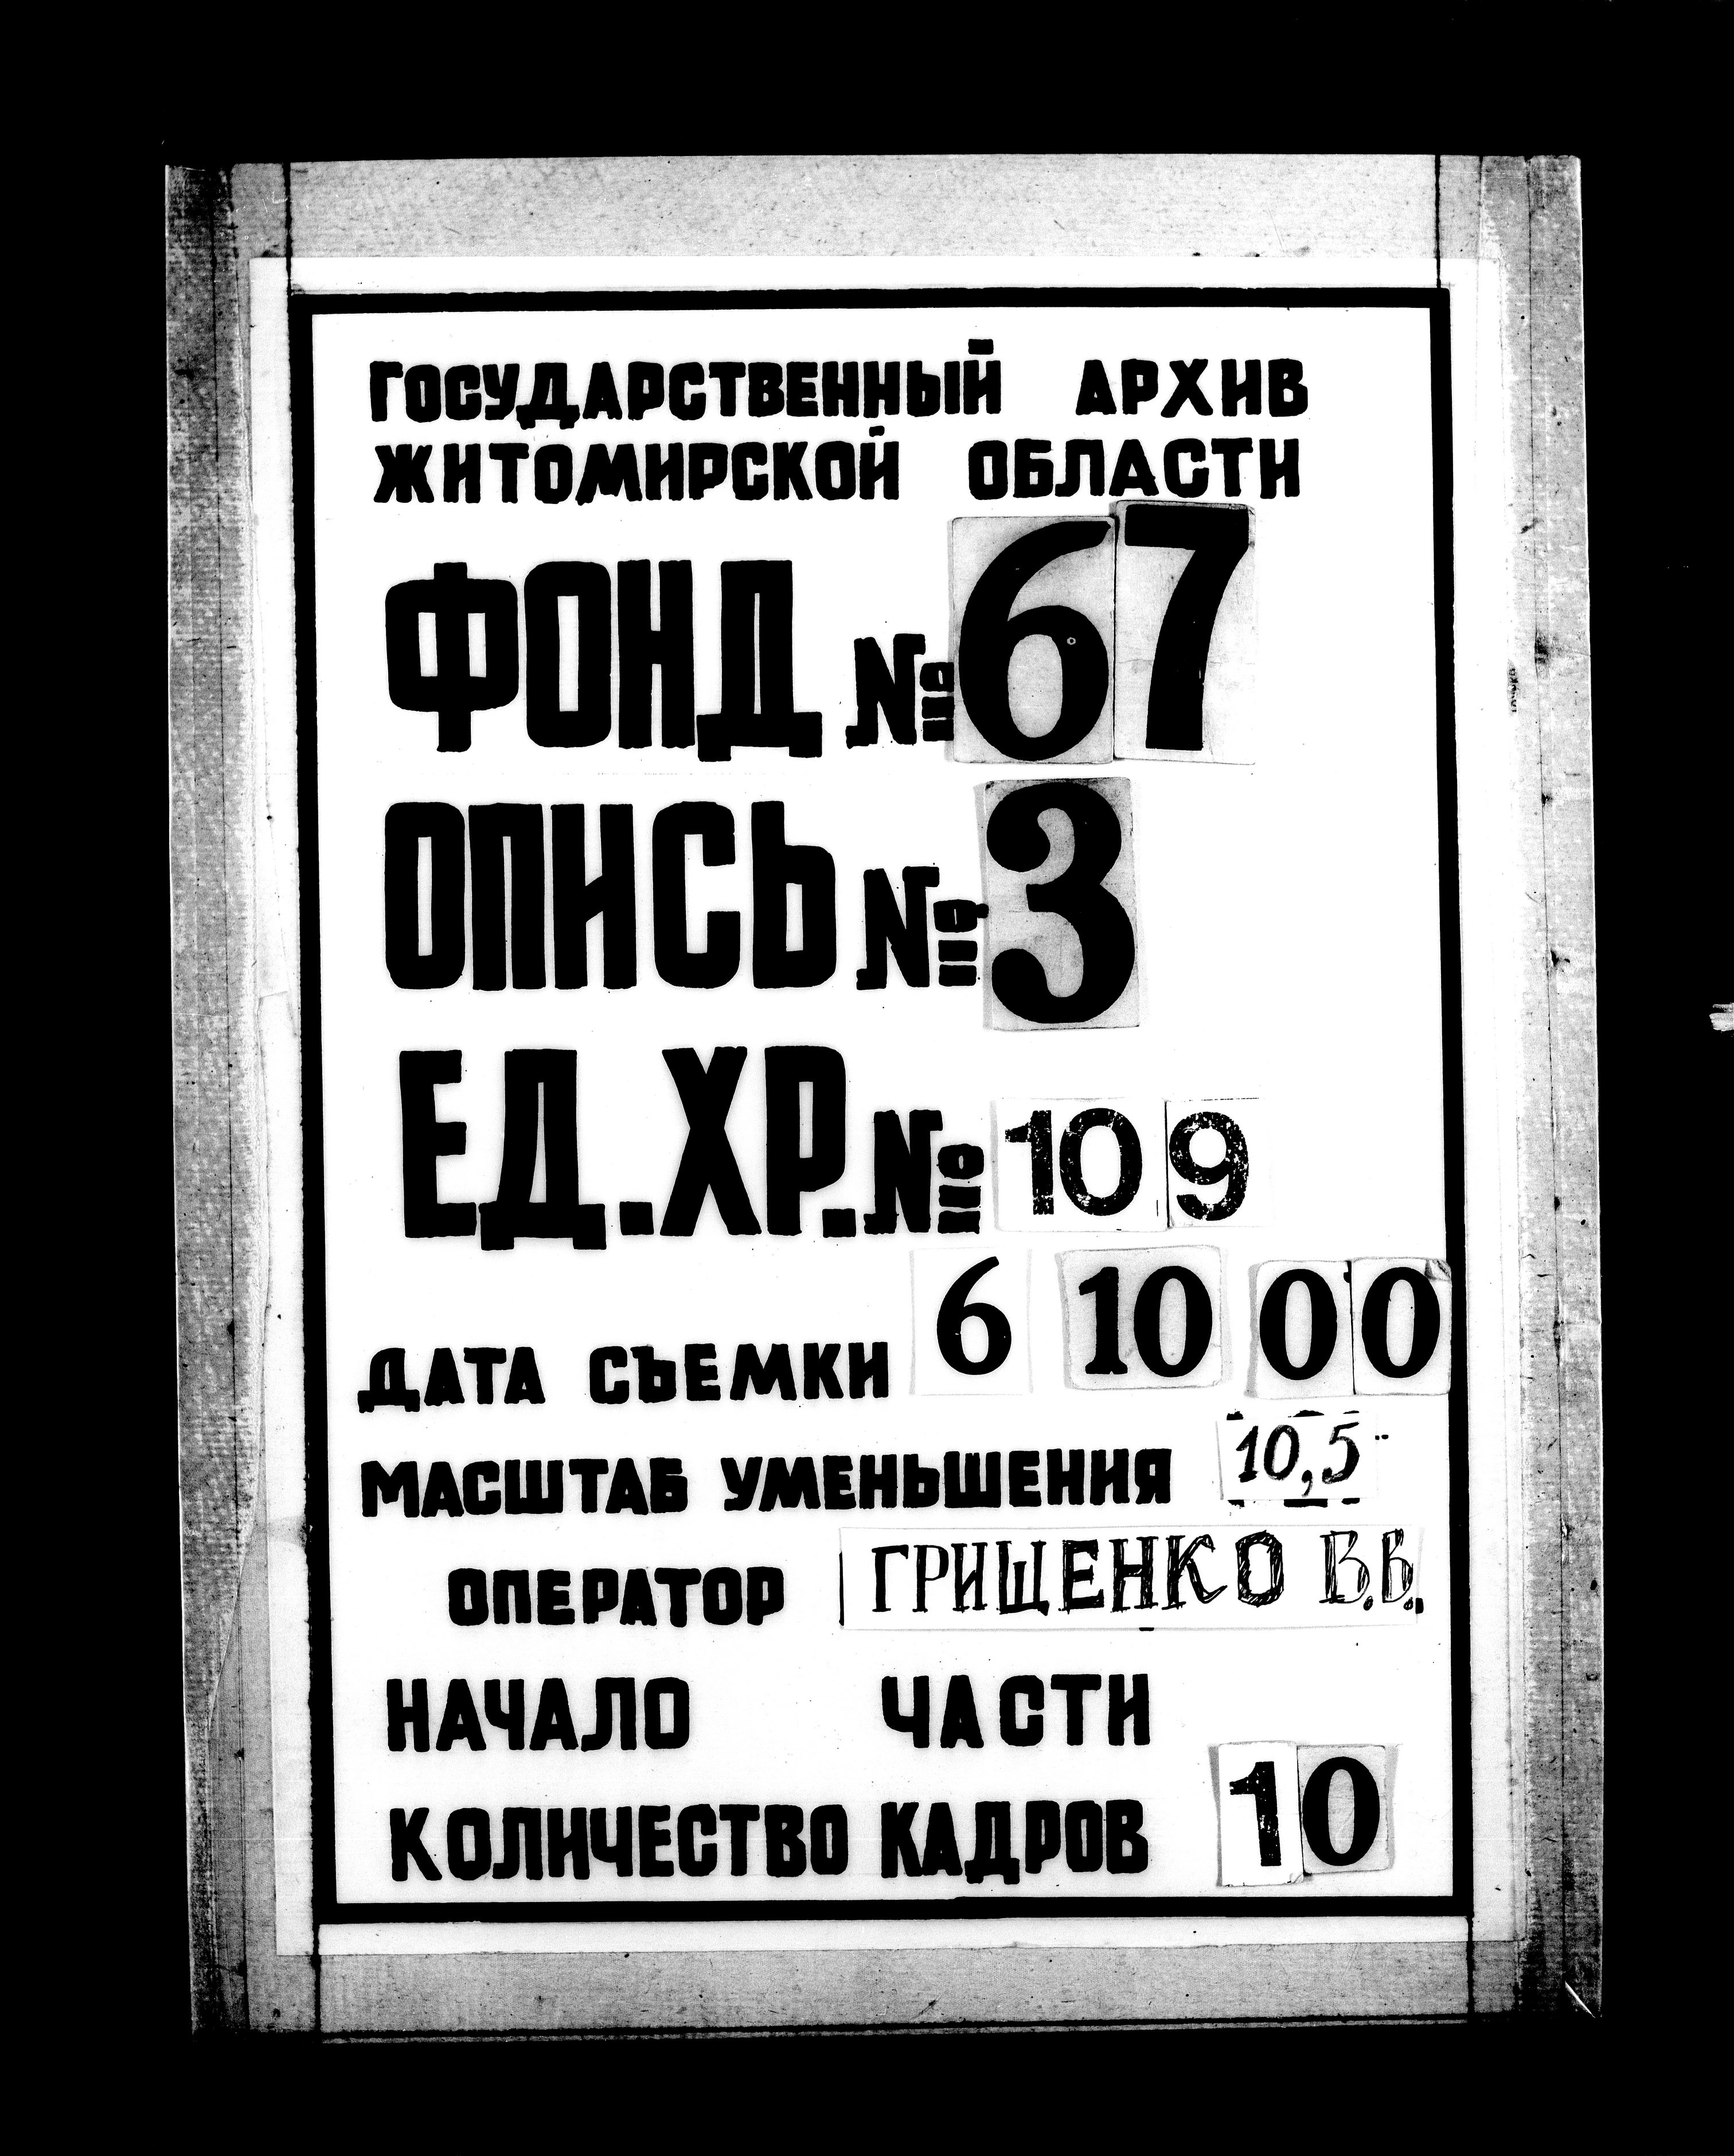 ГОСУДАРСТВЕННЫЙ АРХИВ
ЖИТОМИРСКОЙ ОБЛАСТИ
ФОНД № 67
ОПИСЬ № 3
ЕД.ХР. № 109
ДАТА СЪЕМКИ 6 10 00
МАСШТАБ УМЕНЬШЕНИЯ 10,5
ОПЕРАТОР ГРИЩЕНКО В.В.
НАЧАЛО ЧАСТИ
КОЛИЧЕСТВО КАДРОВ 10